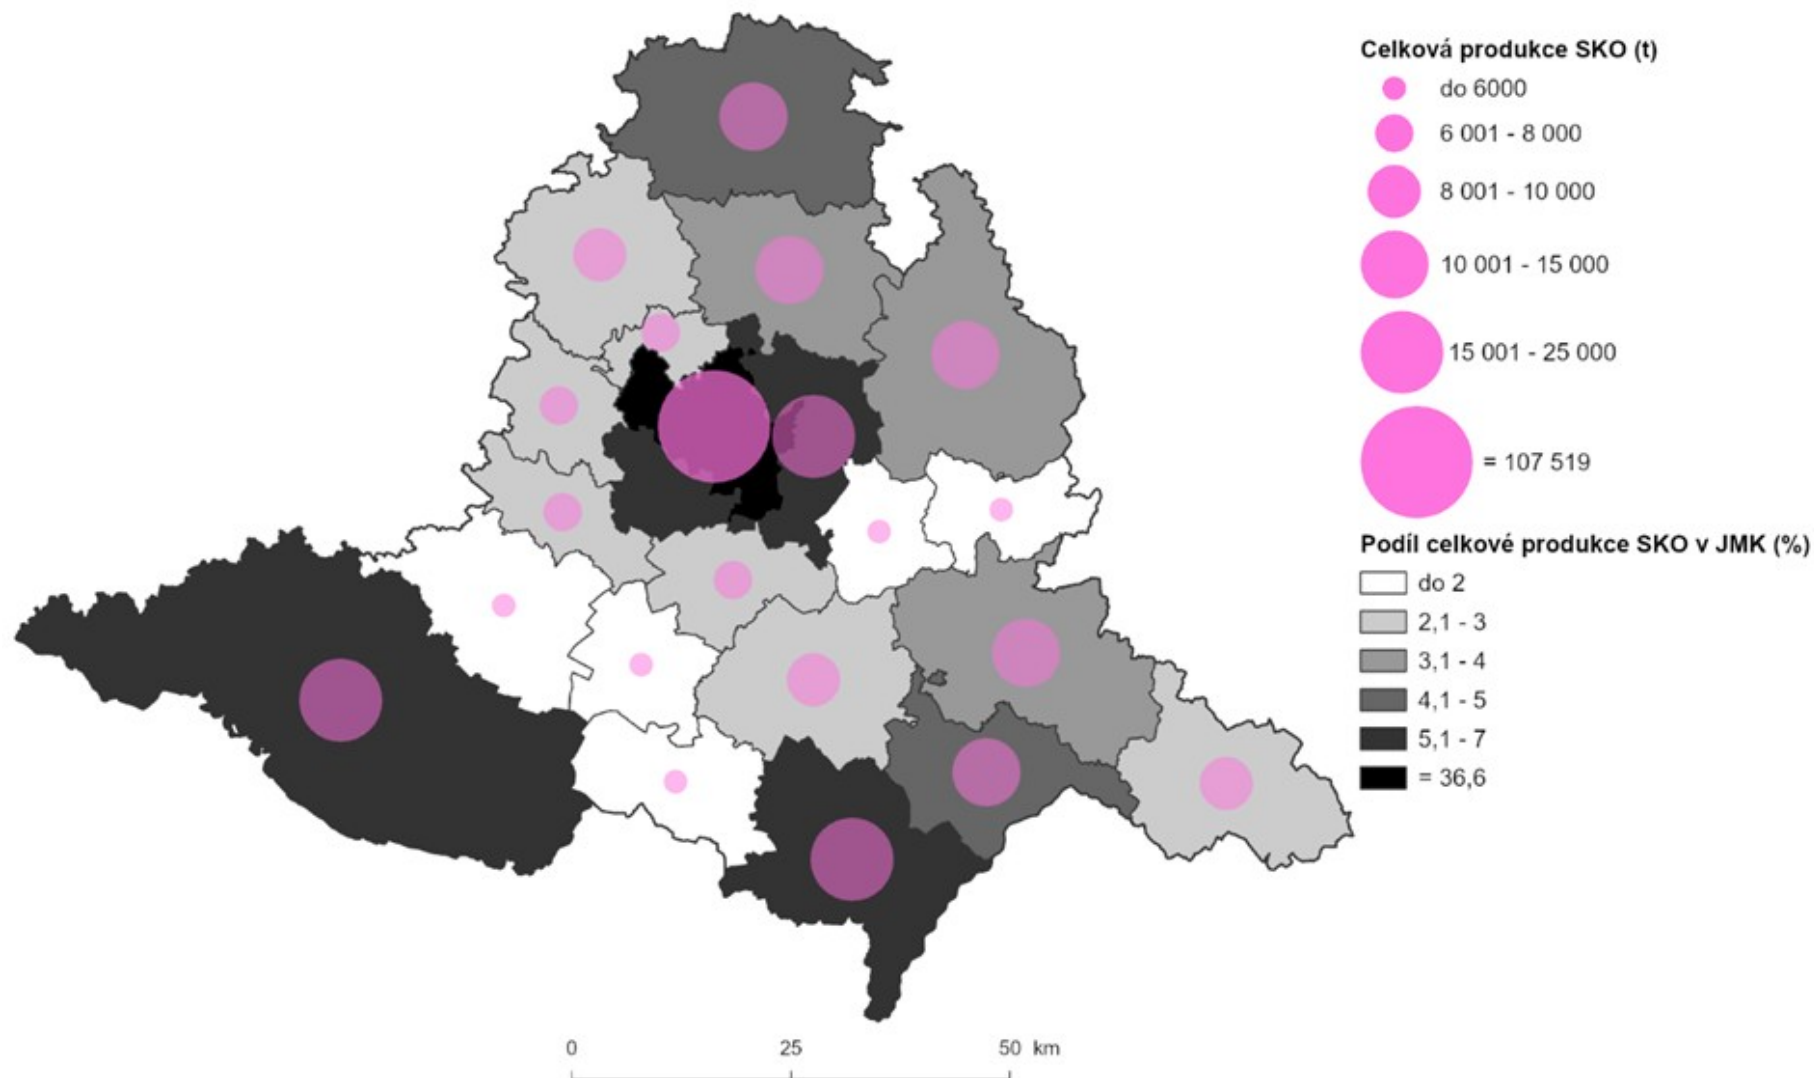 Celková produkce SKO (t)
do 6000
6 001 - 8 000
8 001 - 10 000
10 001 - 15 000
15 001 - 25 000
= 107 519
Podíl celkové produkce SKO v JMK (%)
do 2
2,1 - 3
3,1 - 4
4,1 - 5
5,1 - 7
= 36,6
0 25 50 km